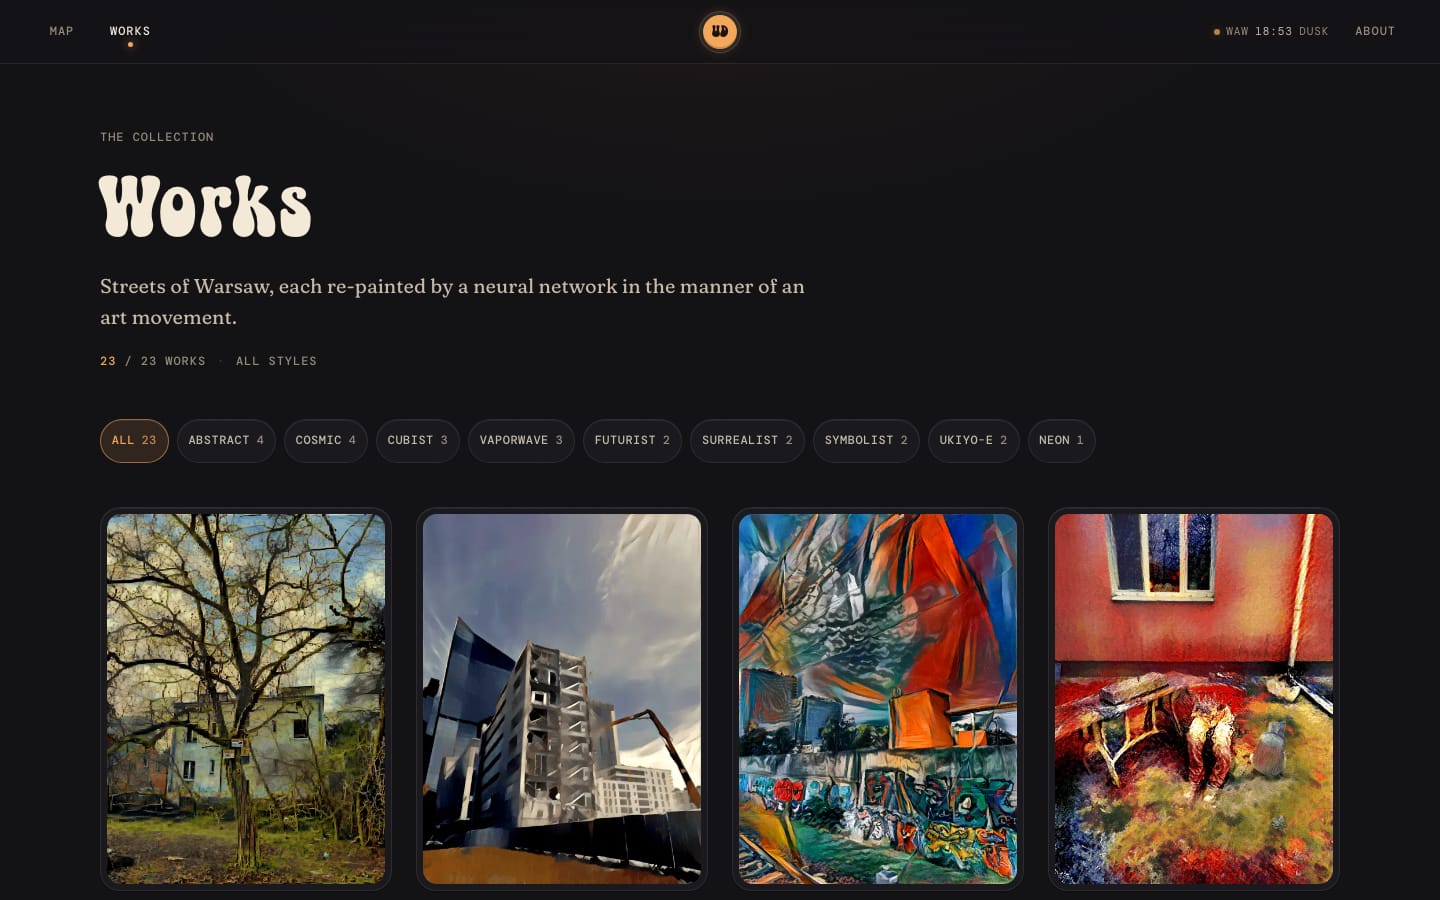 MAP
WORKS
UD
WAW 18:53 DUSK
ABOUT
THE COLLECTION
Works
Streets of Warsaw, each re-painted by a neural network in the manner of an
art movement.
23 / 23 WORKS · ALL STYLES
ALL 23
ABSTRACT 4
COSMIC 4
CUBIST 3
VAPORWAVE 3
FUTURIST 2
SURREALIST 2
SYMBOLIST 2
UKIYO-E 2
NEON 1